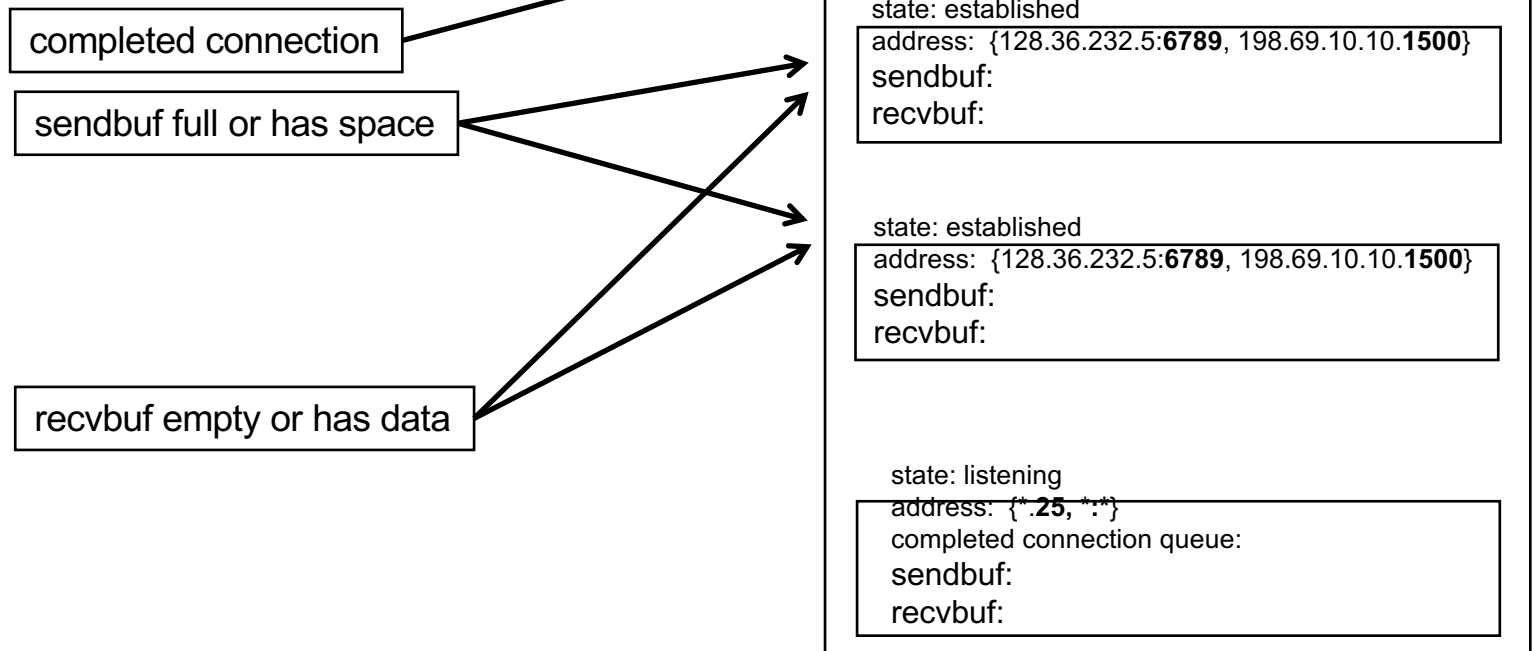 completed connection
sendbuf full or has space
recvbuf empty or has data
state: established
address: {128.36.232.5:6789, 198.69.10.10.1500}
sendbuf:
recvbuf:
state: established
address: {128.36.232.5:6789, 198.69.10.10.1500}
sendbuf:
recvbuf:
state: listening
address: {*.25, *:*}
completed connection queue:
sendbuf:
recvbuf: